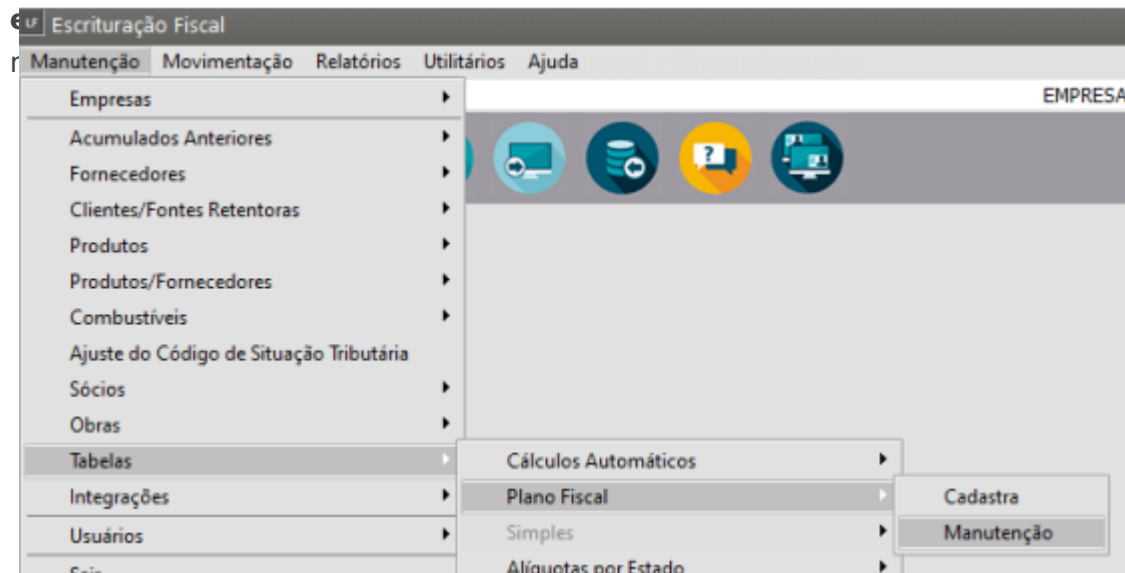 LF Escrituração Fiscal
Manutenção Movimentação Relatórios Utilitários Ajuda
Empresas
EMPRESA
Acumulados Anteriores
Fornecedores
Clientes/Fontes Retentoras
Produtos
Produtos/Fornecedores
Combustíveis
Ajuste do Código de Situação Tributária
Sócios
Obras
Tabelas
Cálculos Automáticos
Integrações
Plano Fiscal
Cadastra
Usuários
Simples
Manutenção
Sair
Alíquotas por Estado